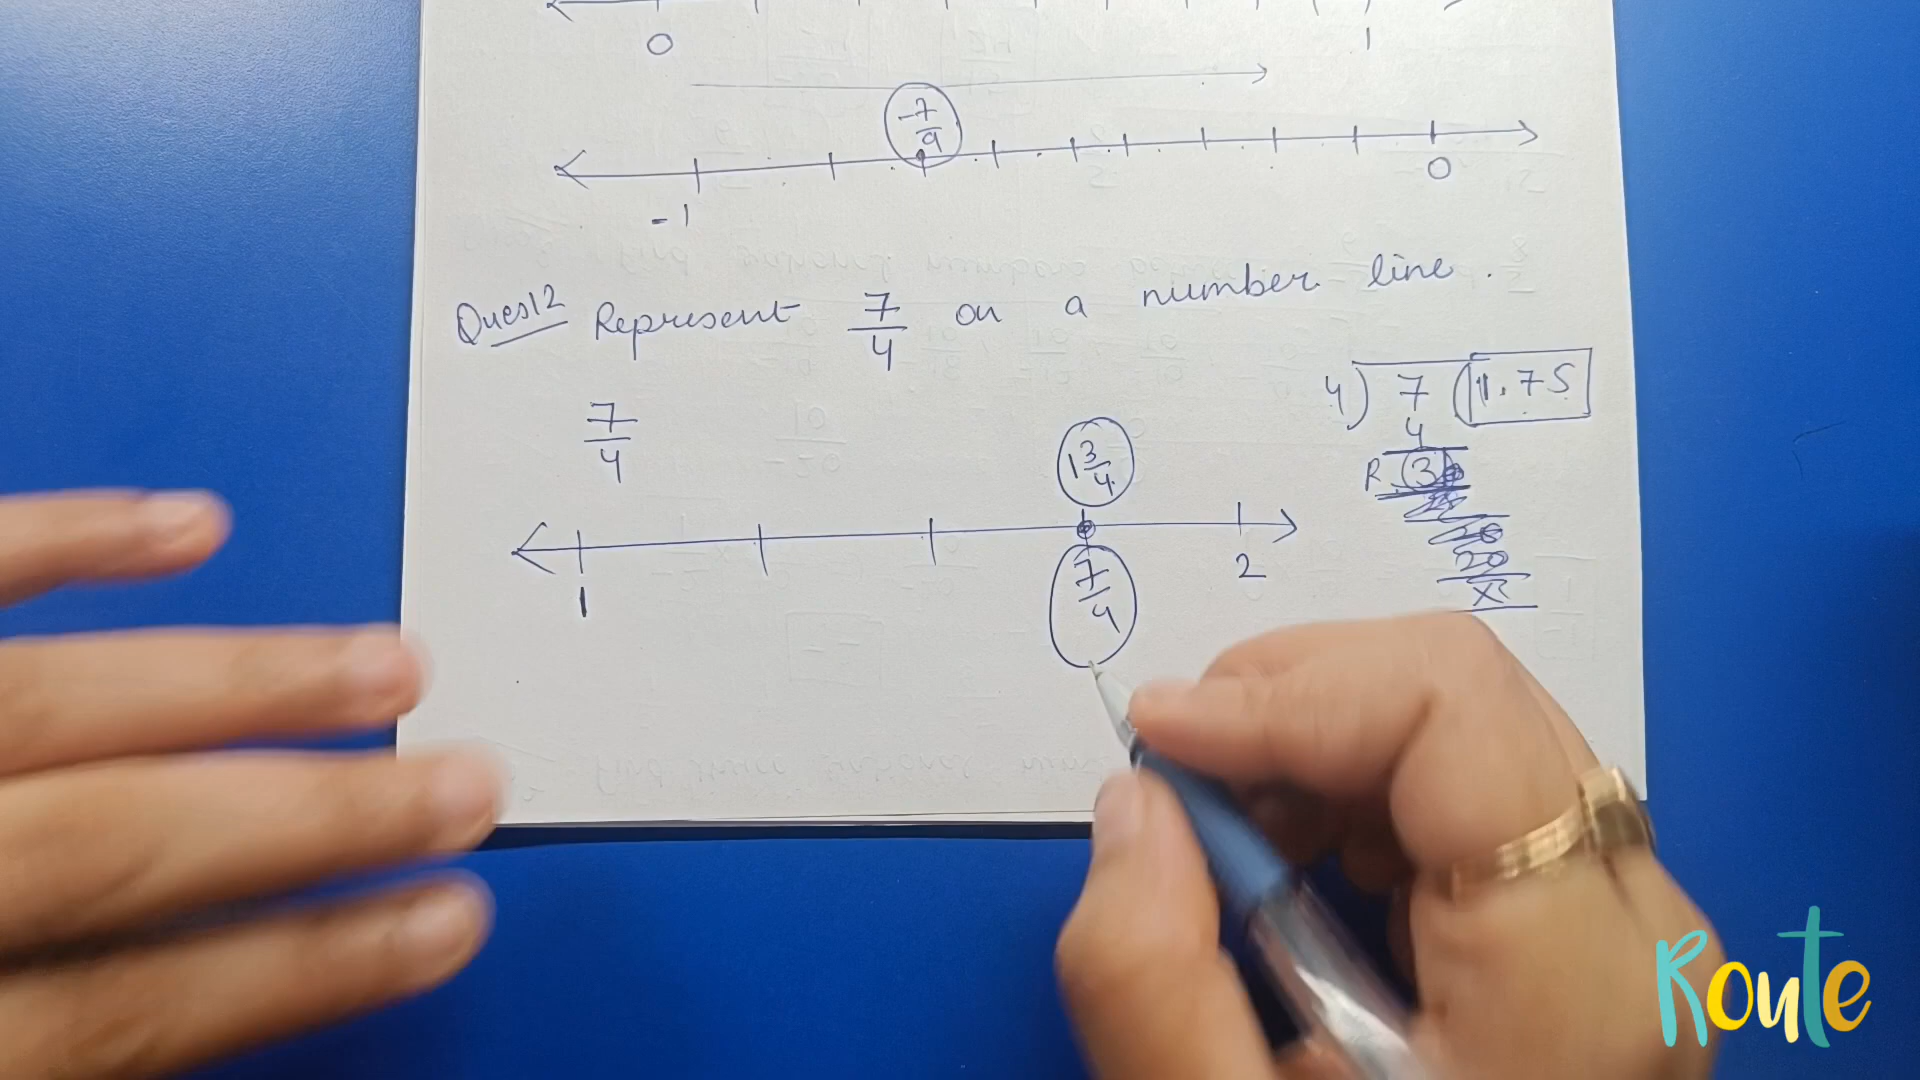 0 1
-7/9
-1 0
Ques12 Represent 7/4 on a number line.
7/4
4) 7 (1.75
4
R 3
20
x
1 3/4
1 7/4 2
Route